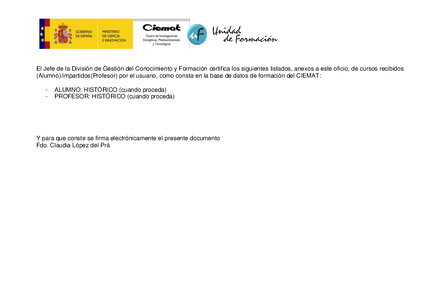 GOBIERNO
DE ESPAÑA
MINISTERIO
DE CIENCIA
E INNOVACIÓN
Ciemat
Centro de Investigaciones
Energéticas, Medioambientales
y Tecnológicas
uF
Unidad
de Formación
El Jefe de la División de Gestión del Conocimiento y Formación certifica los siguientes listados, anexos a este oficio, de cursos recibidos
(Alumno)/impartidos(Profesor) por el usuario, como consta en la base de datos de formación del CIEMAT:
- ALUMNO: HISTÓRICO (cuando proceda)
- PROFESOR: HISTÓRICO (cuando proceda)
Y para que conste se firma electrónicamente el presente documento
Fdo. Claudia López del Prá